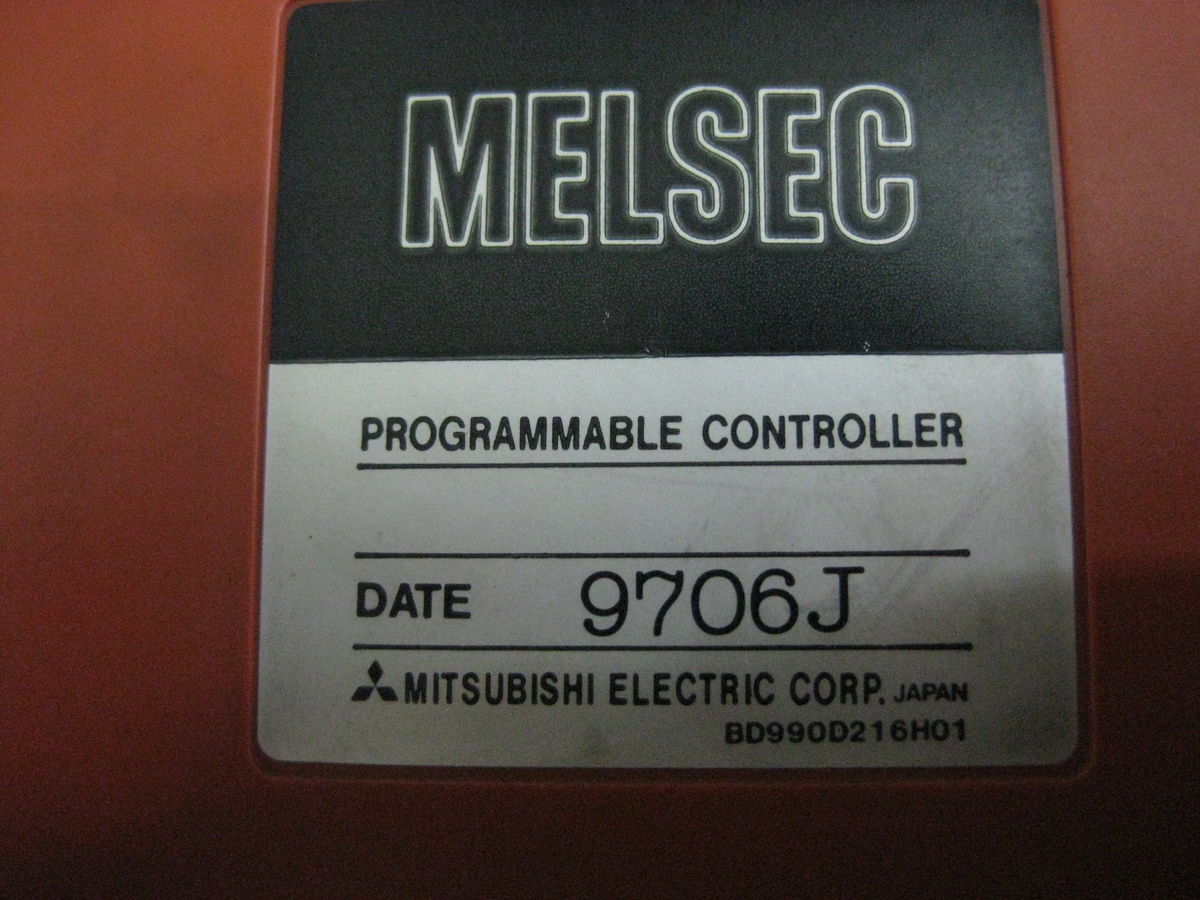 MELSEC
PROGRAMMABLE CONTROLLER
DATE 9706J
MITSUBISHI ELECTRIC CORP. JAPAN
BD990D216H01